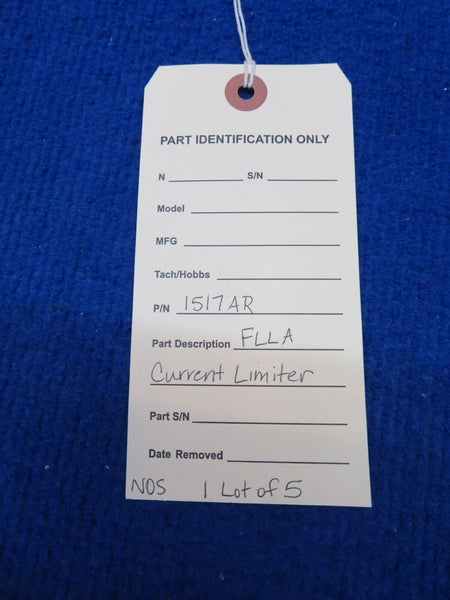 PART IDENTIFICATION ONLY
N S/N
Model
MFG
Tach/Hobbs
P/N 1517AR
Part Description FLLA
Current Limiter
Part S/N
Date Removed
NOS 1 Lot of 5